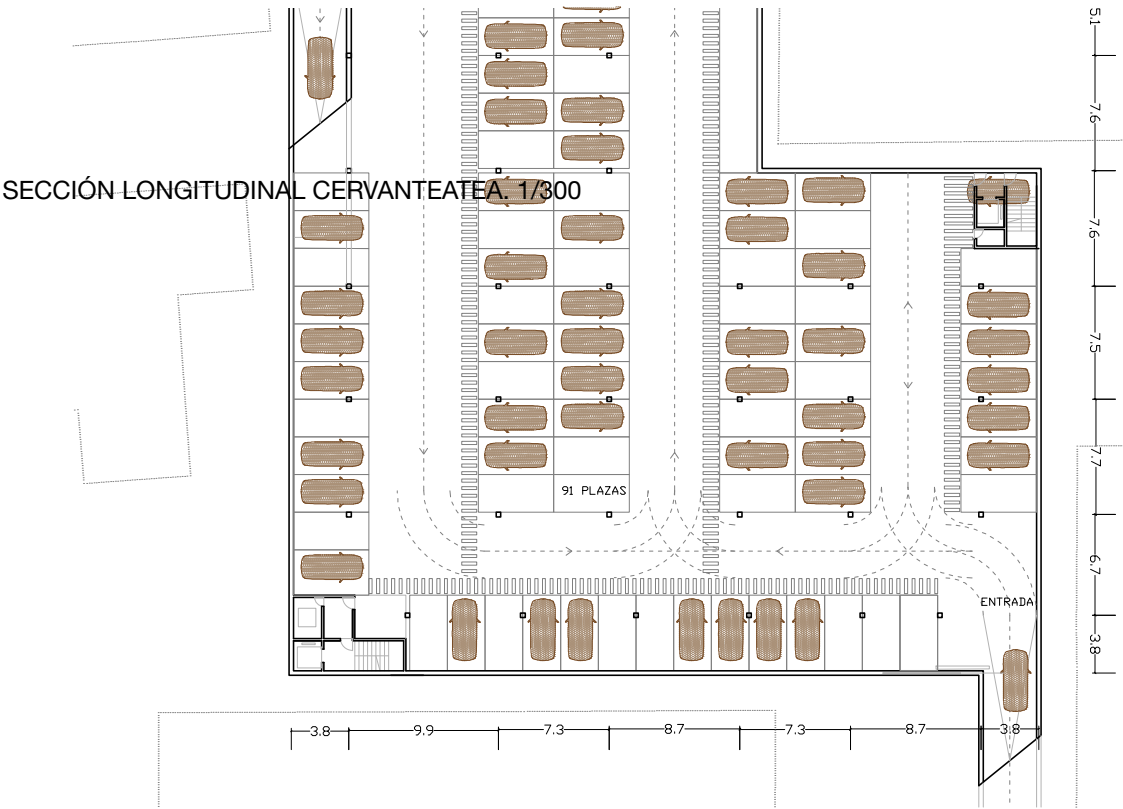 5.1
7.6
SECCIÓN LONGITUDINAL CERVANTEATEA. 1/300
7.6
7.5
7.7
91 PLAZAS
6.7
ENTRADA
3.8
3.8 9.9 7.3 8.7 7.3 8.7 3.8